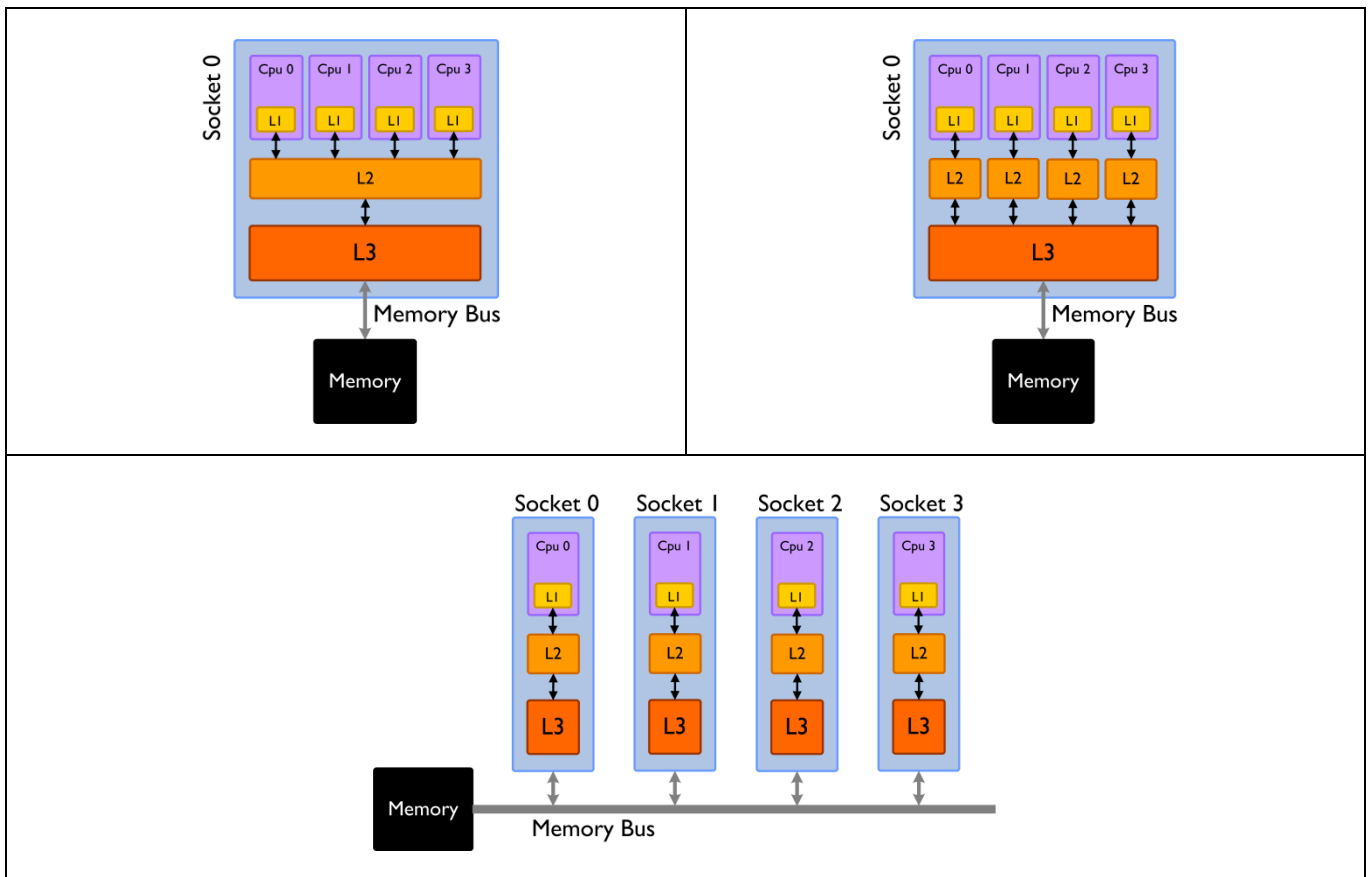 Socket 0
Cpu 0 Cpu 1 Cpu 2 Cpu 3
L1 L1 L1 L1
L2
L3
Memory Bus
Memory
Socket 0
Cpu 0 Cpu 1 Cpu 2 Cpu 3
L1 L1 L1 L1
L2 L2 L2 L2
L3
Memory Bus
Memory
Socket 0 Socket 1 Socket 2 Socket 3
Cpu 0 Cpu 1 Cpu 2 Cpu 3
L1 L1 L1 L1
L2 L2 L2 L2
L3 L3 L3 L3
Memory
Memory Bus